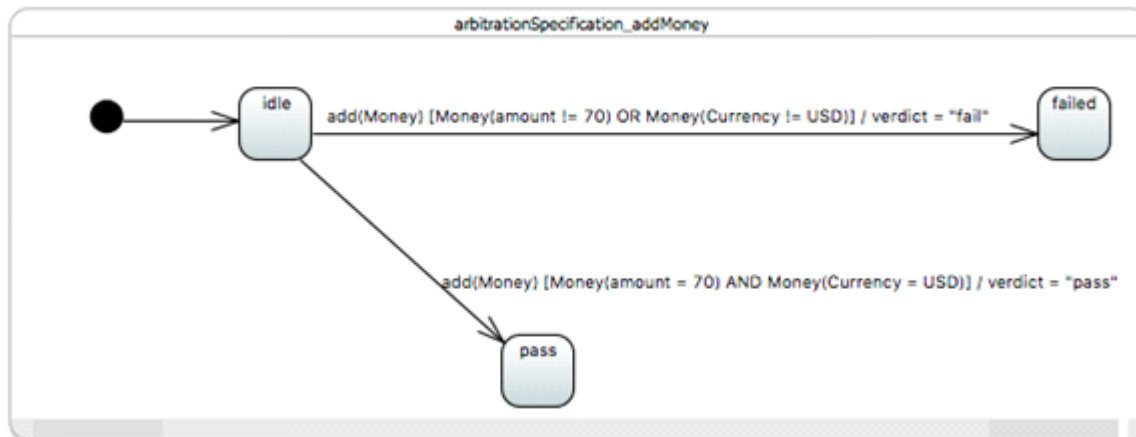 arbitrationSpecification_addMoney
idle
failed
add(Money) [Money(amount != 70) OR Money(Currency != USD)] / verdict = "fail"
add(Money) [Money(amount = 70) AND Money(Currency = USD)] / verdict = "pass"
pass